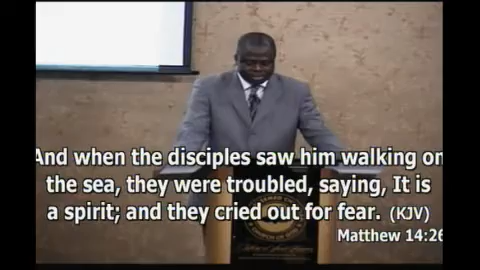 And when the disciples saw him walking on
the sea, they were troubled, saying, It is
a spirit; and they cried out for fear. (KJV)
Matthew 14:26